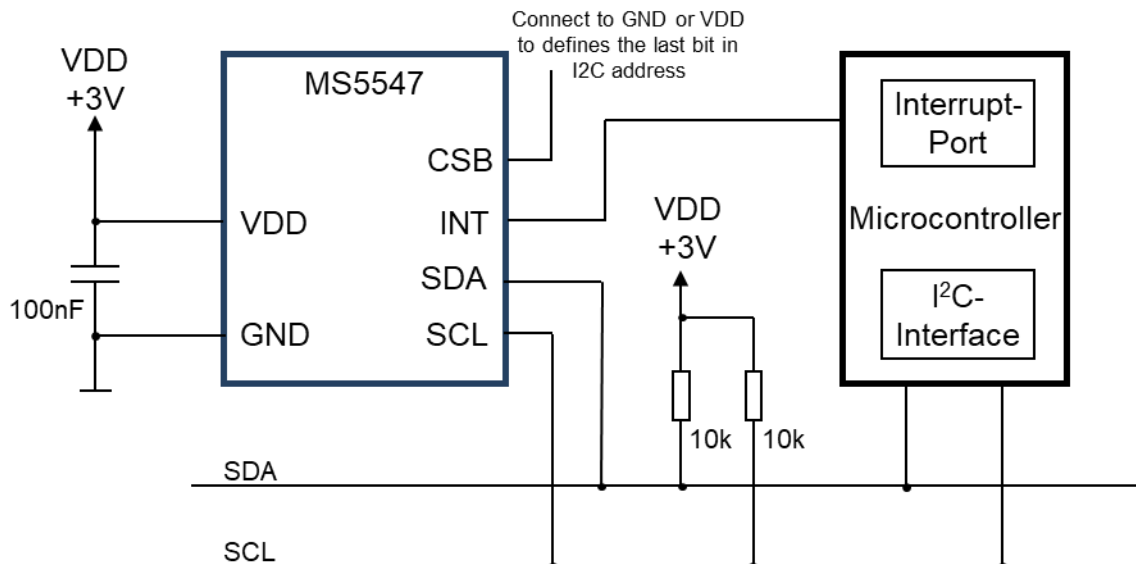 Connect to GND or VDD
to defines the last bit in
I2C address
VDD
+3V
MS5547
CSB
VDD
INT
SDA
GND
SCL
100nF
VDD
+3V
10k
10k
Interrupt-
Port
Microcontroller
I²C-
Interface
SDA
SCL